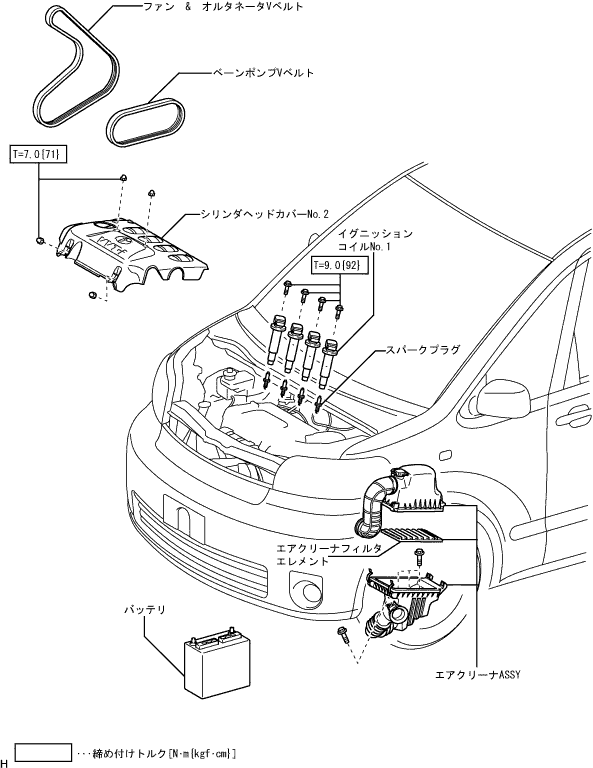 ファン & オルタネータVベルト
ベーンポンプVベルト
T=7.0{71}
シリンダヘッドカバーNo.2
イグニッション
コイルNo.1
T=9.0{92}
スパークプラグ
エアクリーナフィルタ
エレメント
バッテリ
エアクリーナASSY
･･･締め付けトルク[N･m{kgf･cm}]
H